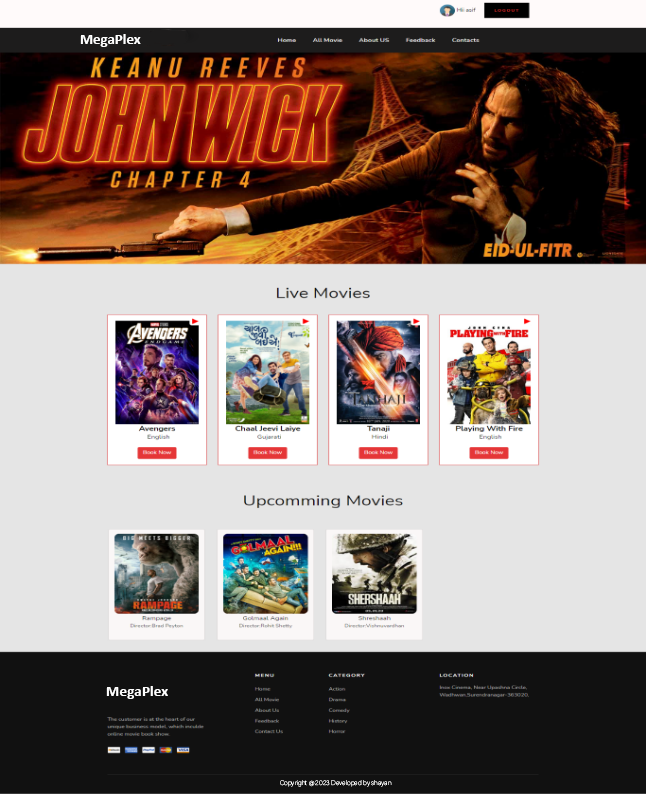 Hi! asif
LOGOUT
MegaPlex
Home All Movie About US Feedback Contacts
KEANU REEVES
JOHN WICK
CHAPTER 4
EID-UL-FITR
Live Movies
AVENGERS
ENDGAME
Avengers
English
Book Now
ચાલ
જીવી
લઈએ!
Chaal Jeevi Laiye
Gujarati
Book Now
Tanaji
Hindi
Book Now
JOHN CENA
PLAYING WITH FIRE
Playing With Fire
English
Book Now
Upcomming Movies
BIG MEETS BIGGER
RAMPAGE
Rampage
Director:Brad Peyton
GOLMAAL
AGAIN!!!
Golmaal Again
Director:Rohit Shetty
SHERSHAAH
Shreshaah
Director:Vishnuvardhan
MegaPlex
The customer is at the heart of our
unique business model, which includ
online movie book show.
MENU
Home
All Movie
About Us
Feedback
Contact Us
CATEGORY
Action
Drama
Comedy
History
Horror
LOCATION
Inox Cinema, Near Upashna Circle,
Wadhwan,Surendranagar-363020,
Copyright @2023 Developed by shayan